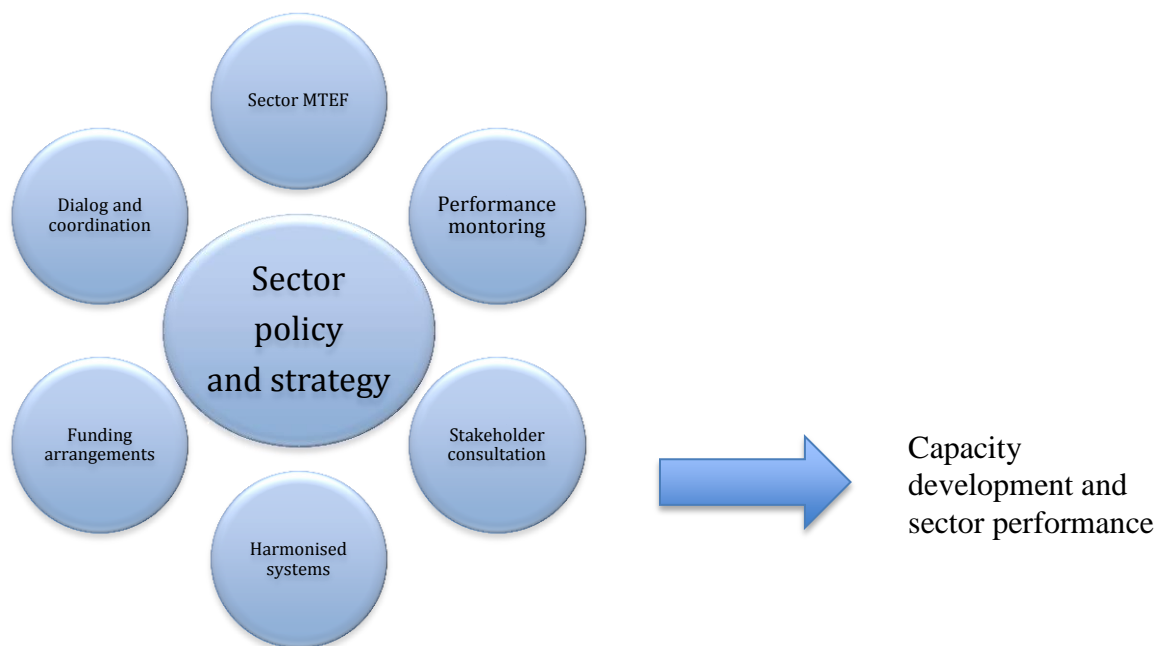 Sector MTEF
Dialog and
coordination
Performance
montoring
Sector
policy
and strategy
Funding
arrangements
Stakeholder
consultation
Harmonised
systems
Capacity
development and
sector performance